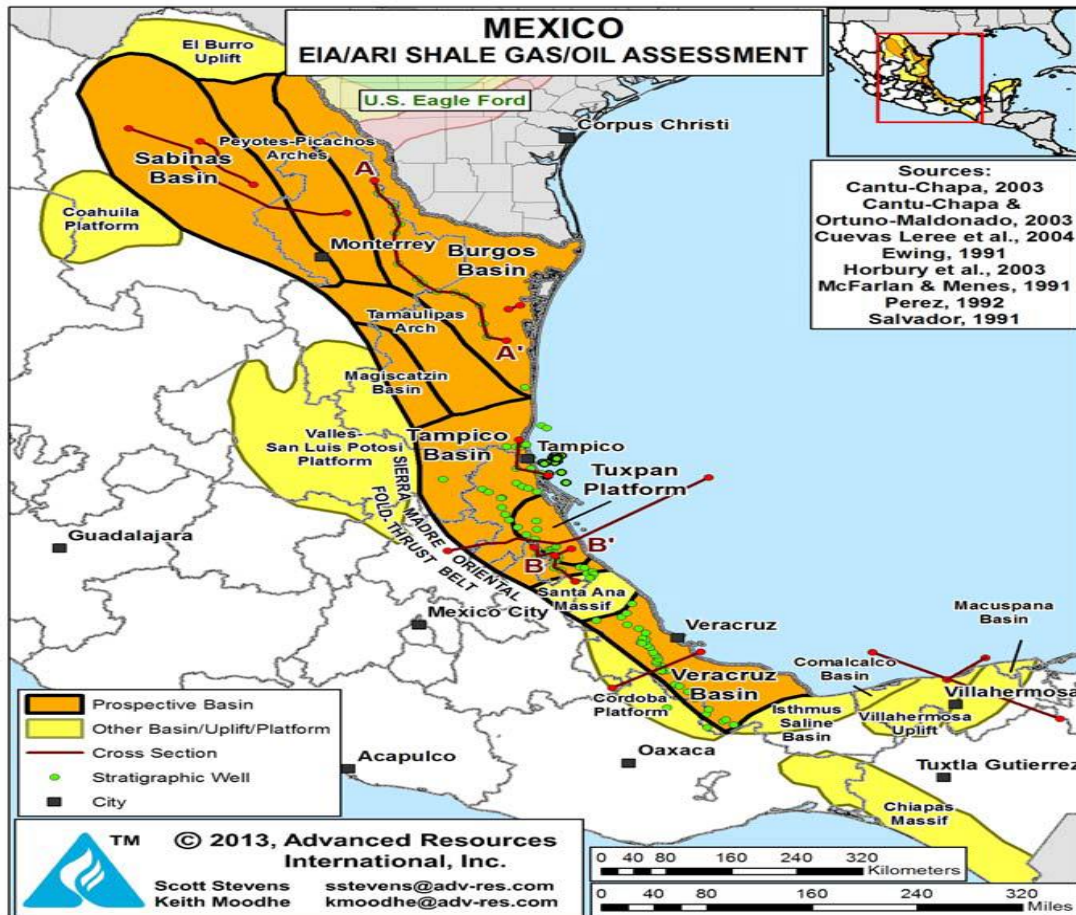 MEXICO
EIA/ARI SHALE GAS/OIL ASSESSMENT
El Burro
Uplift
U.S. Eagle Ford
Corpus Christi
Peyotes-Picachos
Arches
Sabinas
Basin
A
Coahuila
Platform
Monterrey
Burgos
Basin
Tamaulipas
Arch
A'
Magiscatzin
Basin
Sources:
Cantu-Chapa, 2003
Cantu-Chapa &
Ortuno-Maldonado, 2003
Cuevas Leree et al., 2004
Ewing, 1991
Horbury et al., 2003
McFarlan & Menes, 1991
Perez, 1992
Salvador, 1991
Tampico
Basin
Tampico
Valles-
San Luis Potosi
Platform
Tuxpan
Platform
SIERRA MADRE ORIENTAL
FOLD-THRUST BELT
Guadalajara
B
B'
Santa Ana
Massif
Mexico City
Veracruz
Macuspana
Basin
Comalcalco
Basin
Veracruz
Basin
Cordoba
Platform
Isthmus
Saline
Basin
Villahermosa
Villahermosa
Uplift
Oaxaca
Acapulco
Tuxtla Gutierrez
Chiapas
Massif
Prospective Basin
Other Basin/Uplift/Platform
Cross Section
Stratigraphic Well
City
TM
© 2013, Advanced Resources
International, Inc.
Scott Stevens sstevens@adv-res.com
Keith Moodhe kmoodhe@adv-res.com
0 40 80 160 240 320
Kilometers
0 40 80 160 240 320
Miles